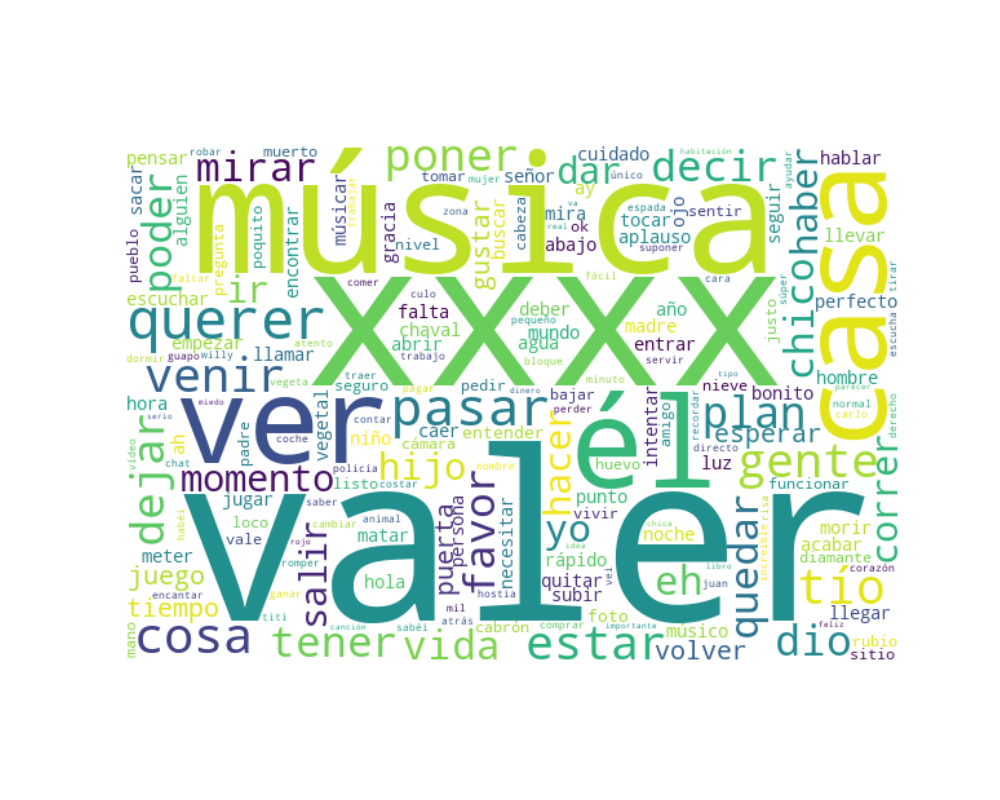 robar
muerto
pensar
mirar
poner
tomar
mujer
señor
cuidado
habitación
único
dar
decir
ayudar
hablar
sacar
pueblo
alguien
poder
pregunta
faltar
poquito
encontrar
música
músicar
trabajar
gracia
nivel
zona
gustar
buscar
cabeza
ay
va
real
mira
ok
abajo
espada
tocar
aplauso
suponer
ojo
sentir
seguir
haber
chico
casa
llevar
tirar
escucha
perfecto
escuchar
ir
querer
empezar
dormir
guapo
willy
.
llamar
atento
comer
culo
xxxx
falta
chaval
abrir
trabajo
deber
pequeño
agua
mundo
bloque
fácil
año
madre
entrar
servir
cara
justo
súper
venir
vegeta
seguro
traer
pagar
pedir
dinero
minuto
bajar
perder
nieve
tipo
bonito
hombre
parecer
normal
carlo
derecho
hora
serio
miedo
ver
coche
vegetal
contar
pasar
caer
entender
cámara
niño
padre
ah
chat
vídeo
dejar
él
huevo
intentar
amigo
recordar
directo
luz
plan
esperar
gente
funcionar
correr
momento
policía
listo
costar
hijo
nombre
favor
hacer
punto
vivir
jugar
habéi
loco
vale
meter
juego
encantar
tiempo
mano
cosa
titi
ganar
rojo
romper
salir
saber
cambiar
animal
matar
hola
valer
puerta
persona
mil
atrás
necesitar
hostia
cabrón
vei
idea
yo
rápido
quitar
subir
comprar
foto
chica
noche
eh
juan
libro
quedar
increíble
risa
morir
acabar
diamante
corazón
tío
llegar
feliz
rubio
sitio
tener
canción
sabéi
vida
estar
importante
músico
volver
dio